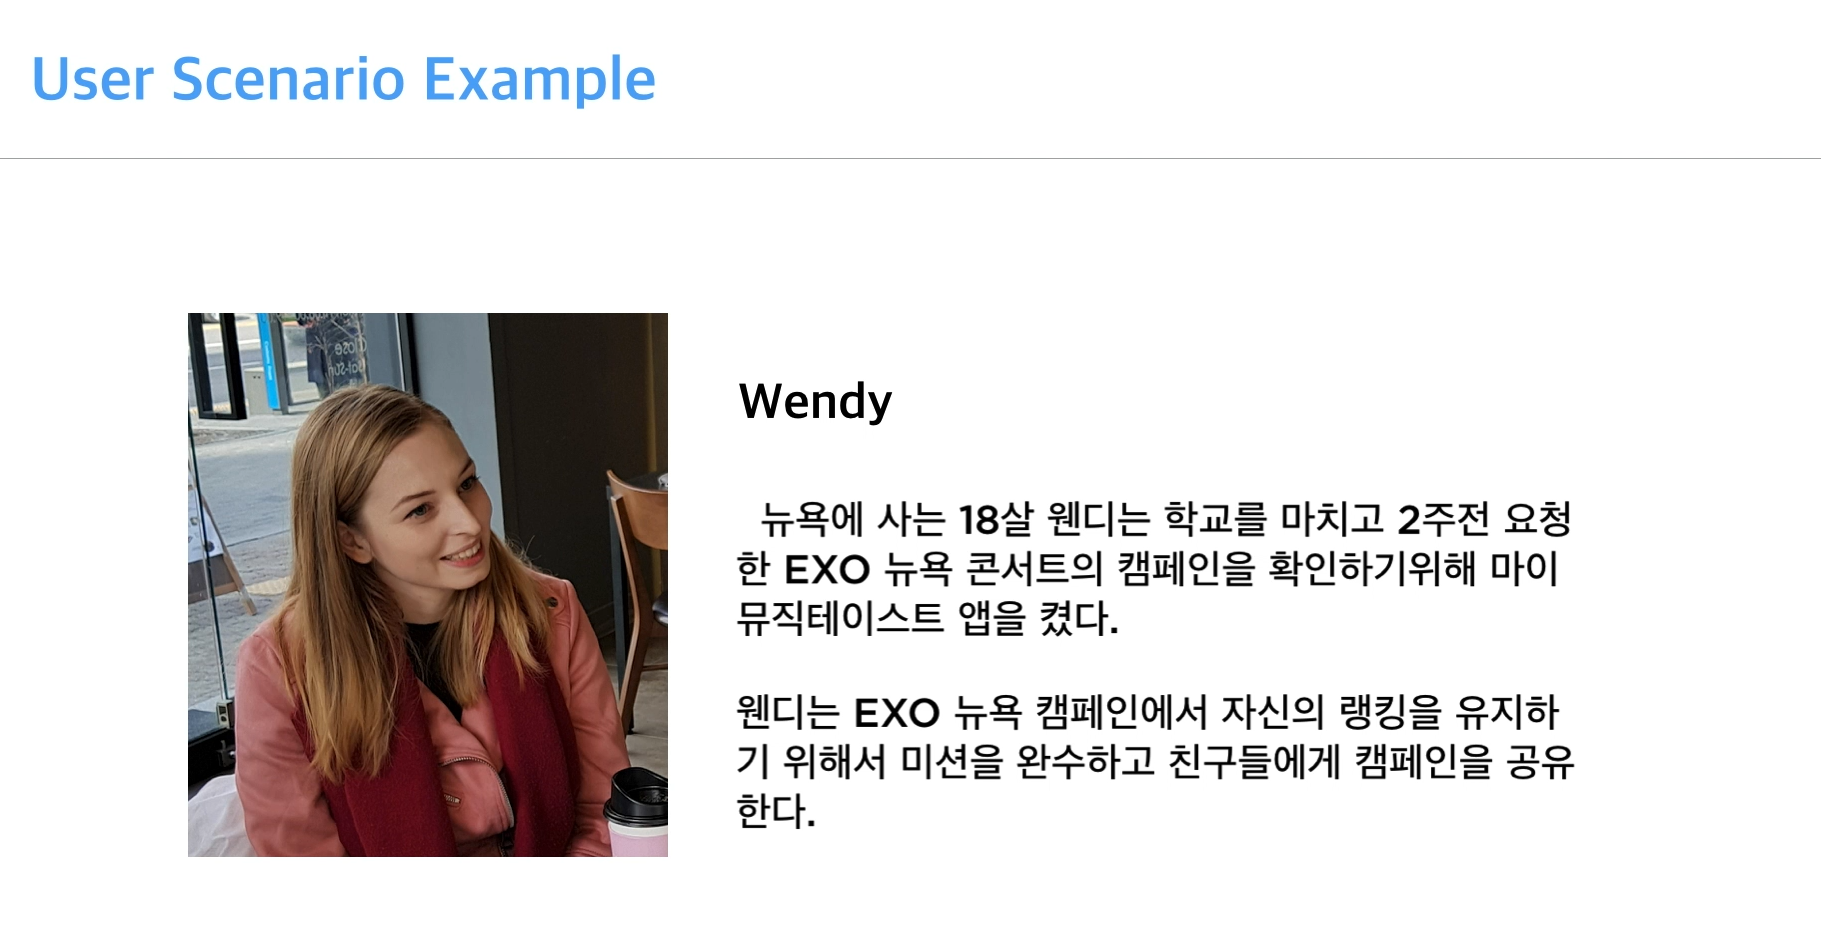 User Scenario Example
Wendy
뉴욕에 사는 18살 웬디는 학교를 마치고 2주전 요청
한 EXO 뉴욕 콘서트의 캠페인을 확인하기위해 마이
뮤직테이스트 앱을 켰다.
웬디는 EXO 뉴욕 캠페인에서 자신의 랭킹을 유지하
기 위해서 미션을 완수하고 친구들에게 캠페인을 공유
한다.